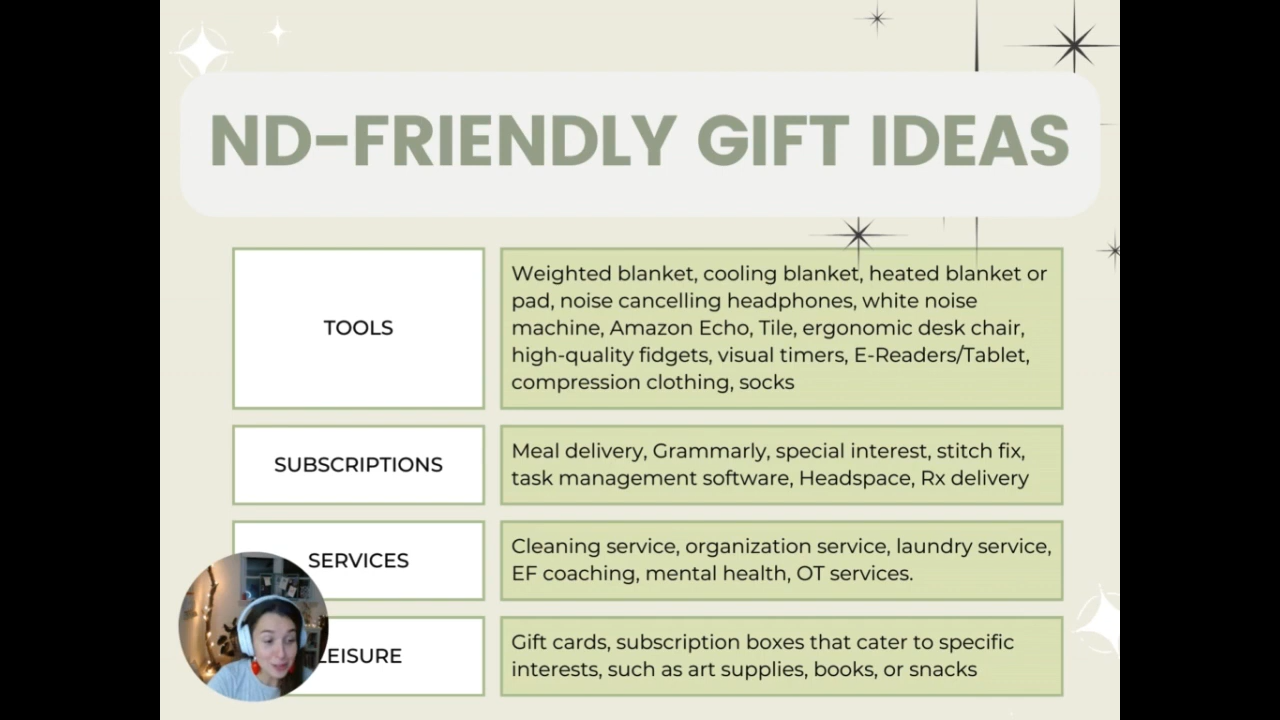 ND-FRIENDLY GIFT IDEAS
TOOLS
Weighted blanket, cooling blanket, heated blanket or
pad, noise cancelling headphones, white noise
machine, Amazon Echo, Tile, ergonomic desk chair,
high-quality fidgets, visual timers, E-Readers/Tablet,
compression clothing, socks
SUBSCRIPTIONS
Meal delivery, Grammarly, special interest, stitch fix,
task management software, Headspace, Rx delivery
SERVICES
Cleaning service, organization service, laundry service,
EF coaching, mental health, OT services.
LEISURE
Gift cards, subscription boxes that cater to specific
interests, such as art supplies, books, or snacks